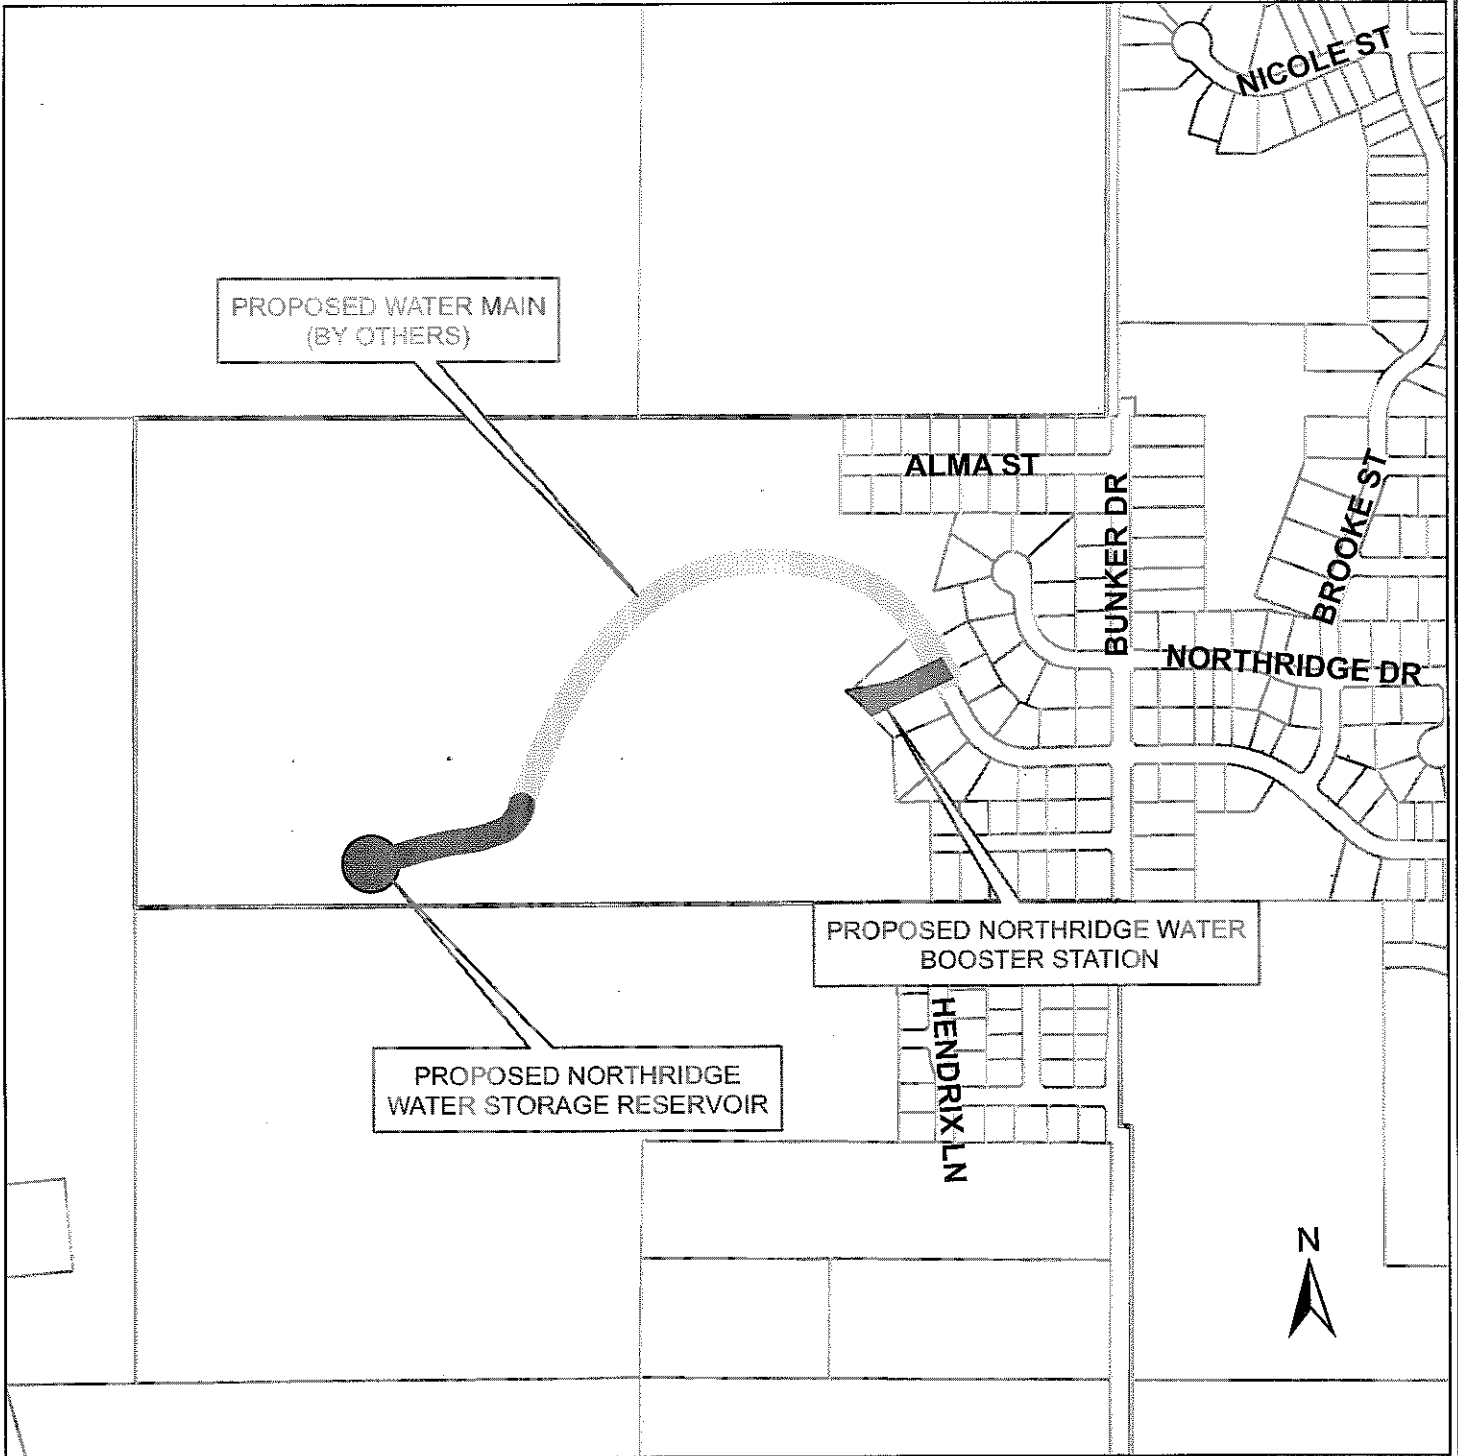 NICOLE ST
PROPOSED WATER MAIN
(BY OTHERS)
ALMA ST
BUNKER DR
BROOKE ST
NORTHRIDGE DR
PROPOSED NORTHRIDGE WATER
BOOSTER STATION
HENDRIX LN
PROPOSED NORTHRIDGE
WATER STORAGE RESERVOIR
N